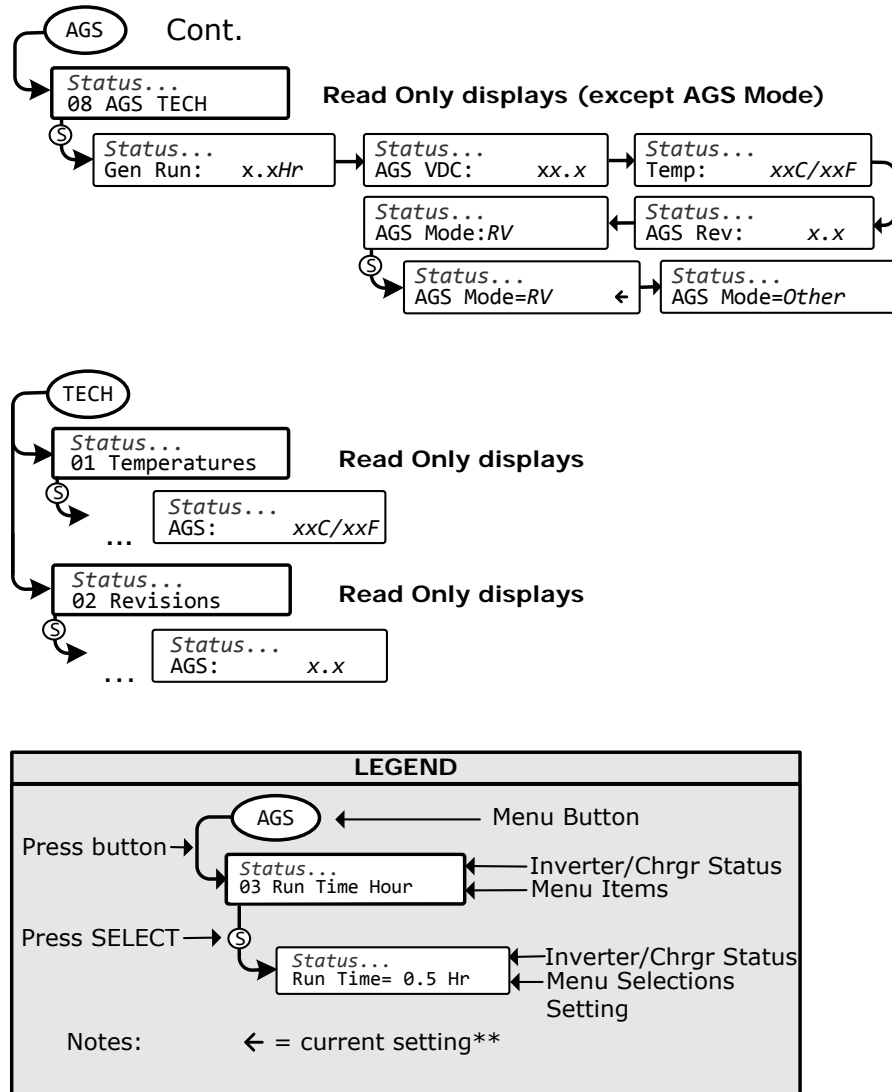 AGS Cont.
Status...
08 AGS TECH
Read Only displays (except AGS Mode)
S
Status...
Gen Run: x.xHr
Status...
AGS VDC: xx.x
Status...
Temp: xxC/xxF
Status...
AGS Mode:RV
Status...
AGS Rev: x.x
S
Status...
AGS Mode=RV ←
Status...
AGS Mode=Other
TECH
Status...
01 Temperatures
Read Only displays
S
...
Status...
AGS: xxC/xxF
Status...
02 Revisions
Read Only displays
S
...
Status...
AGS: x.x
LEGEND
AGS
Menu Button
Press button
Status...
03 Run Time Hour
Inverter/Chrgr Status
Menu Items
Press SELECT
S
Status...
Run Time= 0.5 Hr
Inverter/Chrgr Status
Menu Selections
Setting
Notes: ← = current setting**